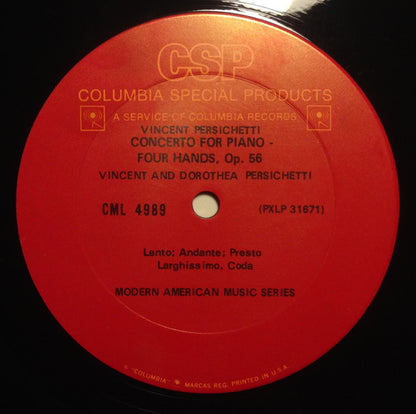 CSP
COLUMBIA SPECIAL PRODUCTS
A SERVICE OF COLUMBIA RECORDS
VINCENT PERSICHETTI
CONCERTO FOR PIANO -
FOUR HANDS, Op. 56
VINCENT AND DOROTHEA PERSICHETTI
CML 4989 (PXLP 31671)
Lento; Andante; Presto
Larghissimo, Coda
MODERN AMERICAN MUSIC SERIES
"COLUMBIA" MARCAS REG. PRINTED IN U.S.A.